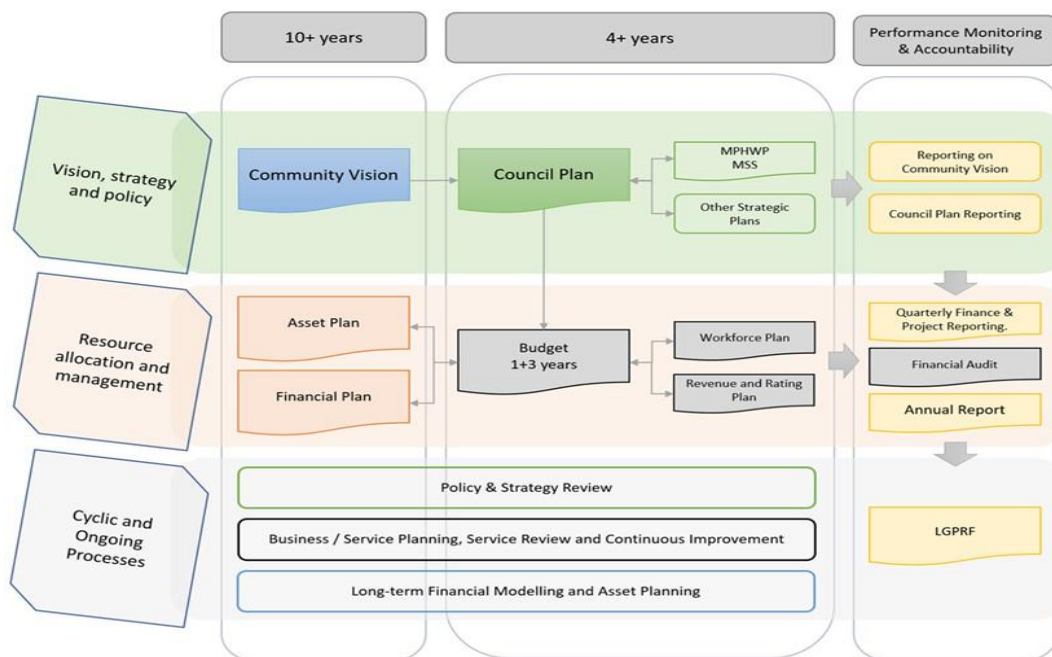 10+ years
4+ years
Performance Monitoring
& Accountability
Vision, strategy
and policy
Community Vision
Council Plan
MPHWP
MSS
Other Strategic
Plans
Reporting on
Community Vision
Council Plan Reporting
Resource
allocation and
management
Asset Plan
Financial Plan
Budget
1+3 years
Workforce Plan
Revenue and Rating
Plan
Quarterly Finance &
Project Reporting.
Financial Audit
Annual Report
Cyclic and
Ongoing
Processes
Policy & Strategy Review
Business / Service Planning, Service Review and Continuous Improvement
Long-term Financial Modelling and Asset Planning
LGPRF